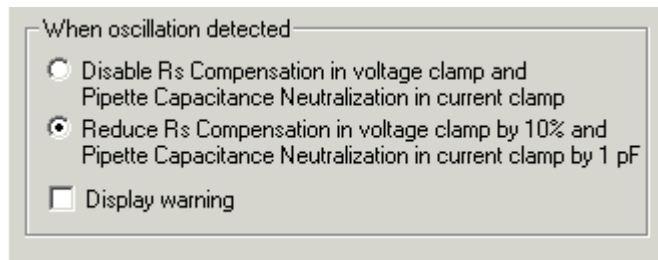 When oscillation detected
Disable Rs Compensation in voltage clamp and
Pipette Capacitance Neutralization in current clamp
Reduce Rs Compensation in voltage clamp by 10% and
Pipette Capacitance Neutralization in current clamp by 1 pF
Display warning